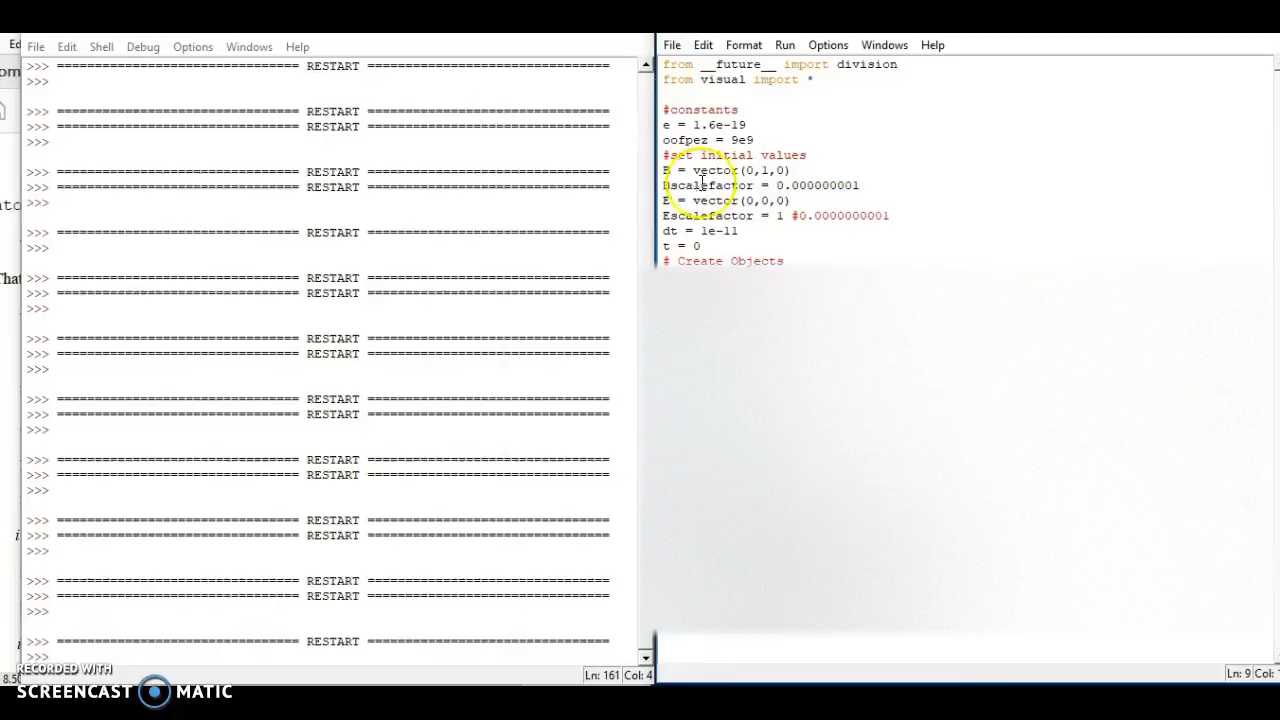 Ec
File Edit Shell Debug Options Windows Help
>>> ================================ RESTART ================================
>>>
>>> ================================ RESTART ================================
>>> ================================ RESTART ================================
>>>
>>> ================================ RESTART ================================
>>> ================================ RESTART ================================
>>>
>>> ================================ RESTART ================================
>>>
>>> ================================ RESTART ================================
>>> ================================ RESTART ================================
>>>
>>> ================================ RESTART ================================
>>> ================================ RESTART ================================
>>>
>>> ================================ RESTART ================================
>>> ================================ RESTART ================================
>>>
>>> ================================ RESTART ================================
>>> ================================ RESTART ================================
>>>
>>> ================================ RESTART ================================
>>> ================================ RESTART ================================
>>>
>>> ================================ RESTART ================================
>>> ================================ RESTART ================================
>>>
>>> ================================ RESTART ================================
>>>
Ln: 161 Col: 4
File Edit Format Run Options Windows Help
from __future__ import division
from visual import *
#constants
e = 1.6e-19
oofpez = 9e9
#set initial values
B = vector(0,1,0)
Bscalefactor = 0.000000001
E = vector(0,0,0)
Escalefactor = 1 #0.0000000001
dt = 1e-11
t = 0
# Create Objects
Ln: 9 Col:
RECORDED WITH
SCREENCAST MATIC